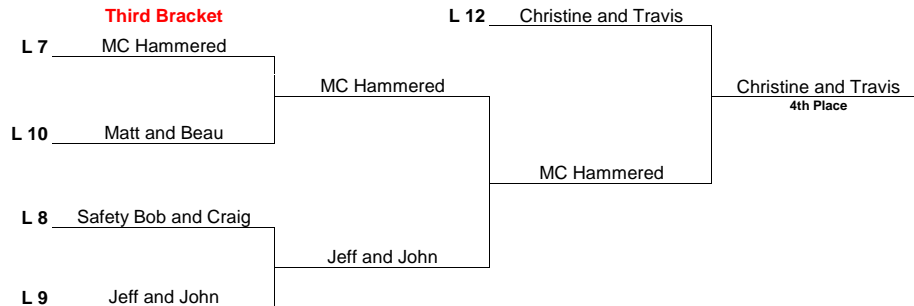 Third Bracket
L 12 Christine and Travis
L 7 MC Hammered
MC Hammered
Christine and Travis
4th Place
L 10 Matt and Beau
MC Hammered
L 8 Safety Bob and Craig
Jeff and John
L 9 Jeff and John